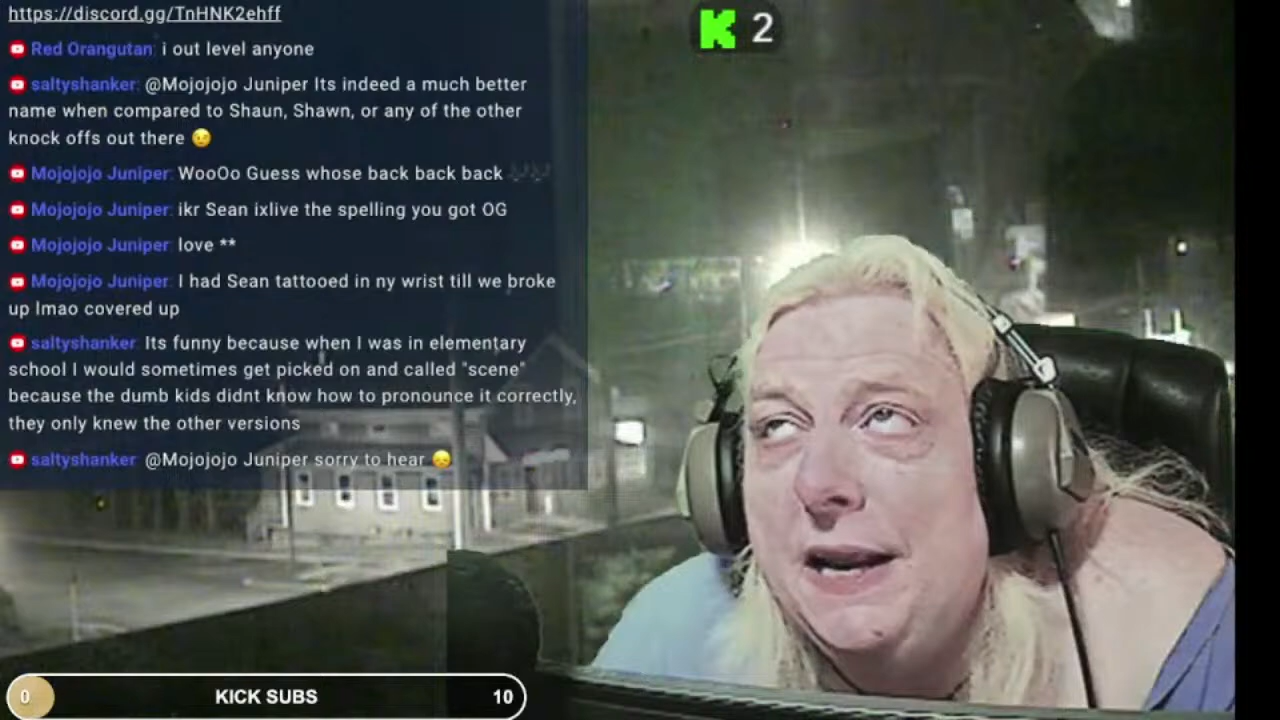 https://discord.gg/TnHNK2ehff
Red Orangutan: i out level anyone
saltyshanker: @Mojojojo Juniper Its indeed a much better
name when compared to Shaun, Shawn, or any of the other
knock offs out there 😉
Mojojojo Juniper: WooOo Guess whose back back back 🎶🎶
Mojojojo Juniper: ikr Sean ixlive the spelling you got OG
Mojojojo Juniper: love **
Mojojojo Juniper: I had Sean tattooed in ny wrist till we broke
up lmao covered up
saltyshanker: Its funny because when I was in elementary
school I would sometimes get picked on and called "scene"
because the dumb kids didnt know how to pronounce it correctly,
they only knew the other versions
saltyshanker: @Mojojojo Juniper sorry to hear 😞
K 2
0 KICK SUBS 10